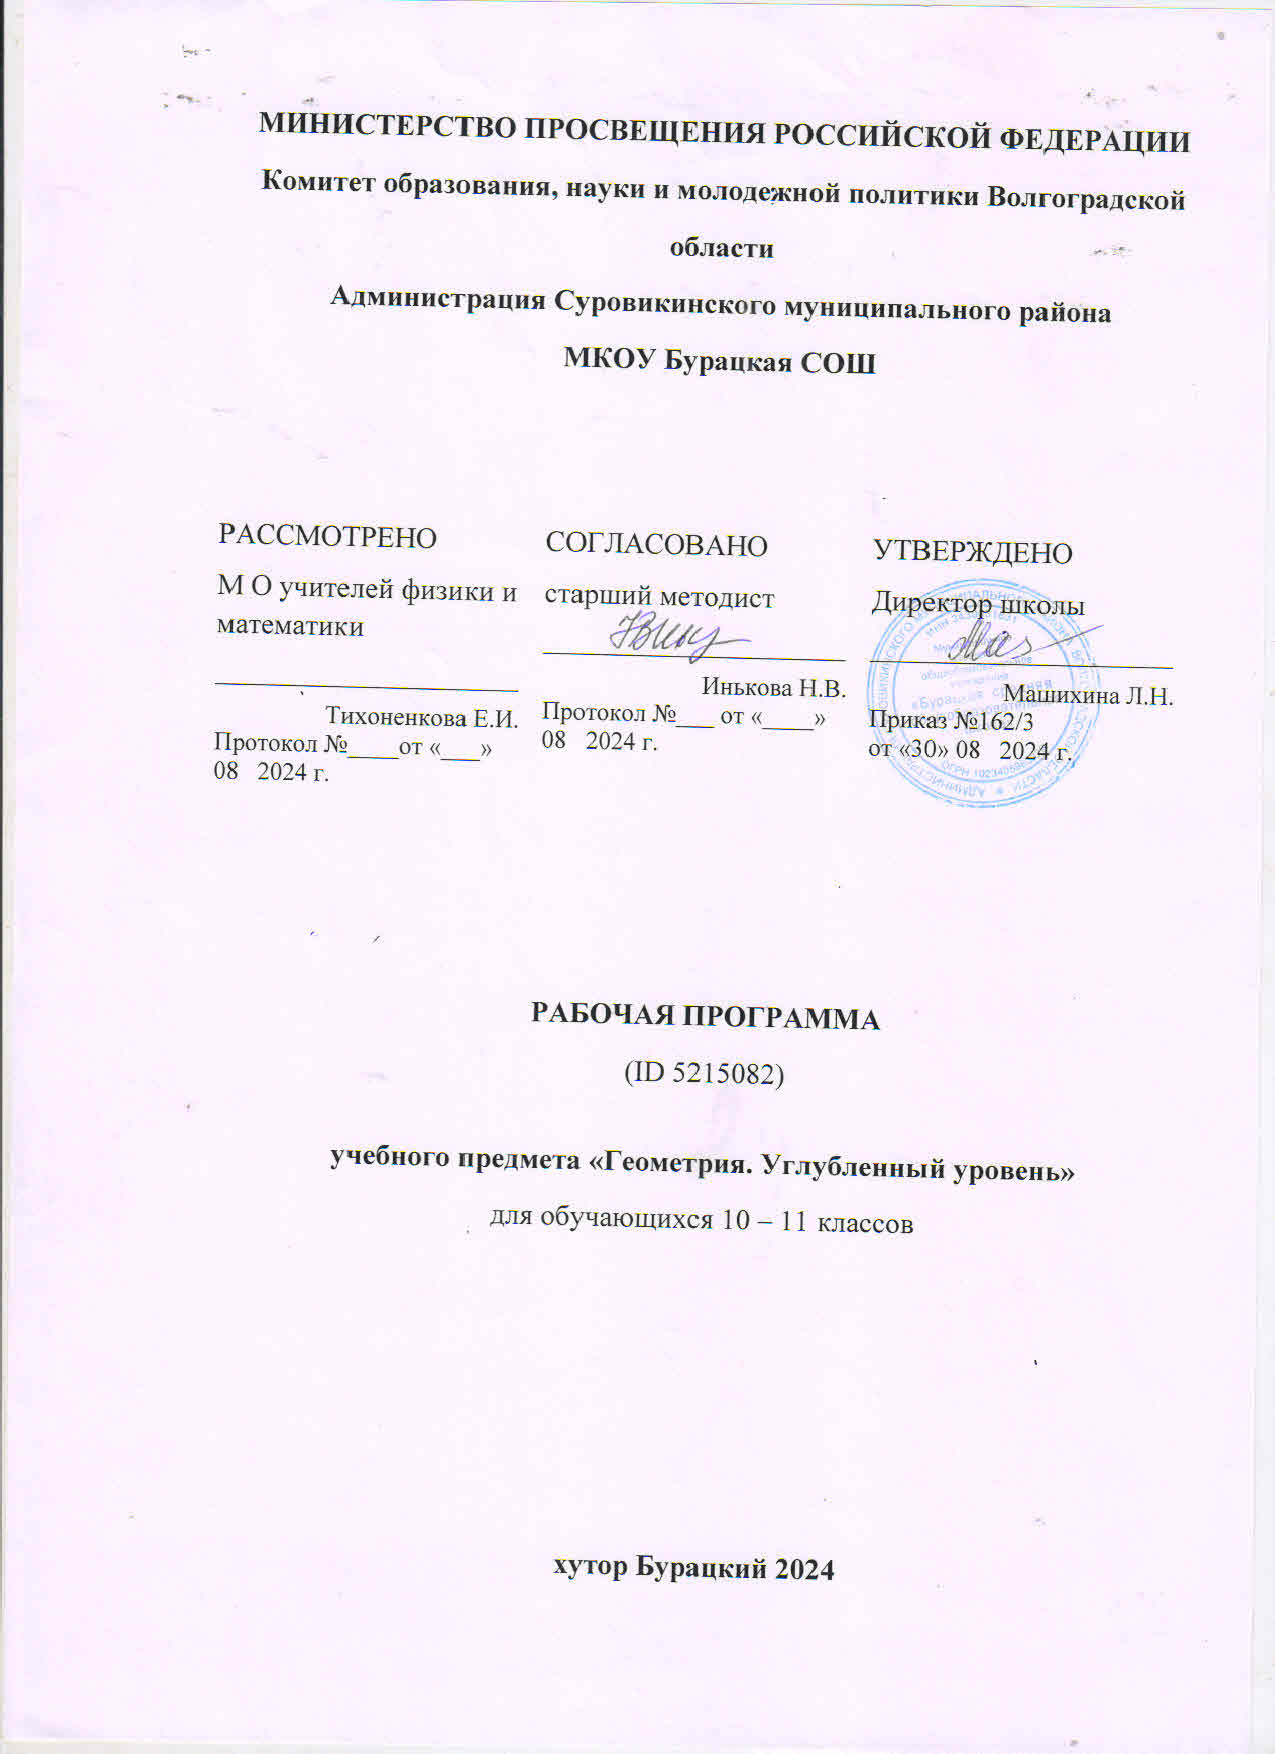 МИНИСТЕРСТВО ПРОСВЕЩЕНИЯ РОССИЙСКОЙ ФЕДЕРАЦИИ
Комитет образования, науки и молодежной политики Волгоградской
области
Администрация Суровикинского муниципального района
МКОУ Бурацкая СОШ
РАССМОТРЕНО
М О учителей физики и
математики
Тихоненкова Е.И.
Протокол №____от «___»
08 2024 г.
СОГЛАСОВАНО
старший методист
Инькова Н.В.
Протокол №___ от «____»
08 2024 г.
УТВЕРЖДЕНО
Директор школы
Машихина Л.Н.
Приказ №162/3
от «30» 08 2024 г.
«Бурацкая средняя
РАБОЧАЯ ПРОГРАММА
(ID 5215082)
учебного предмета «Геометрия. Углубленный уровень»
для обучающихся 10 – 11 классов
хутор Бурацкий 2024